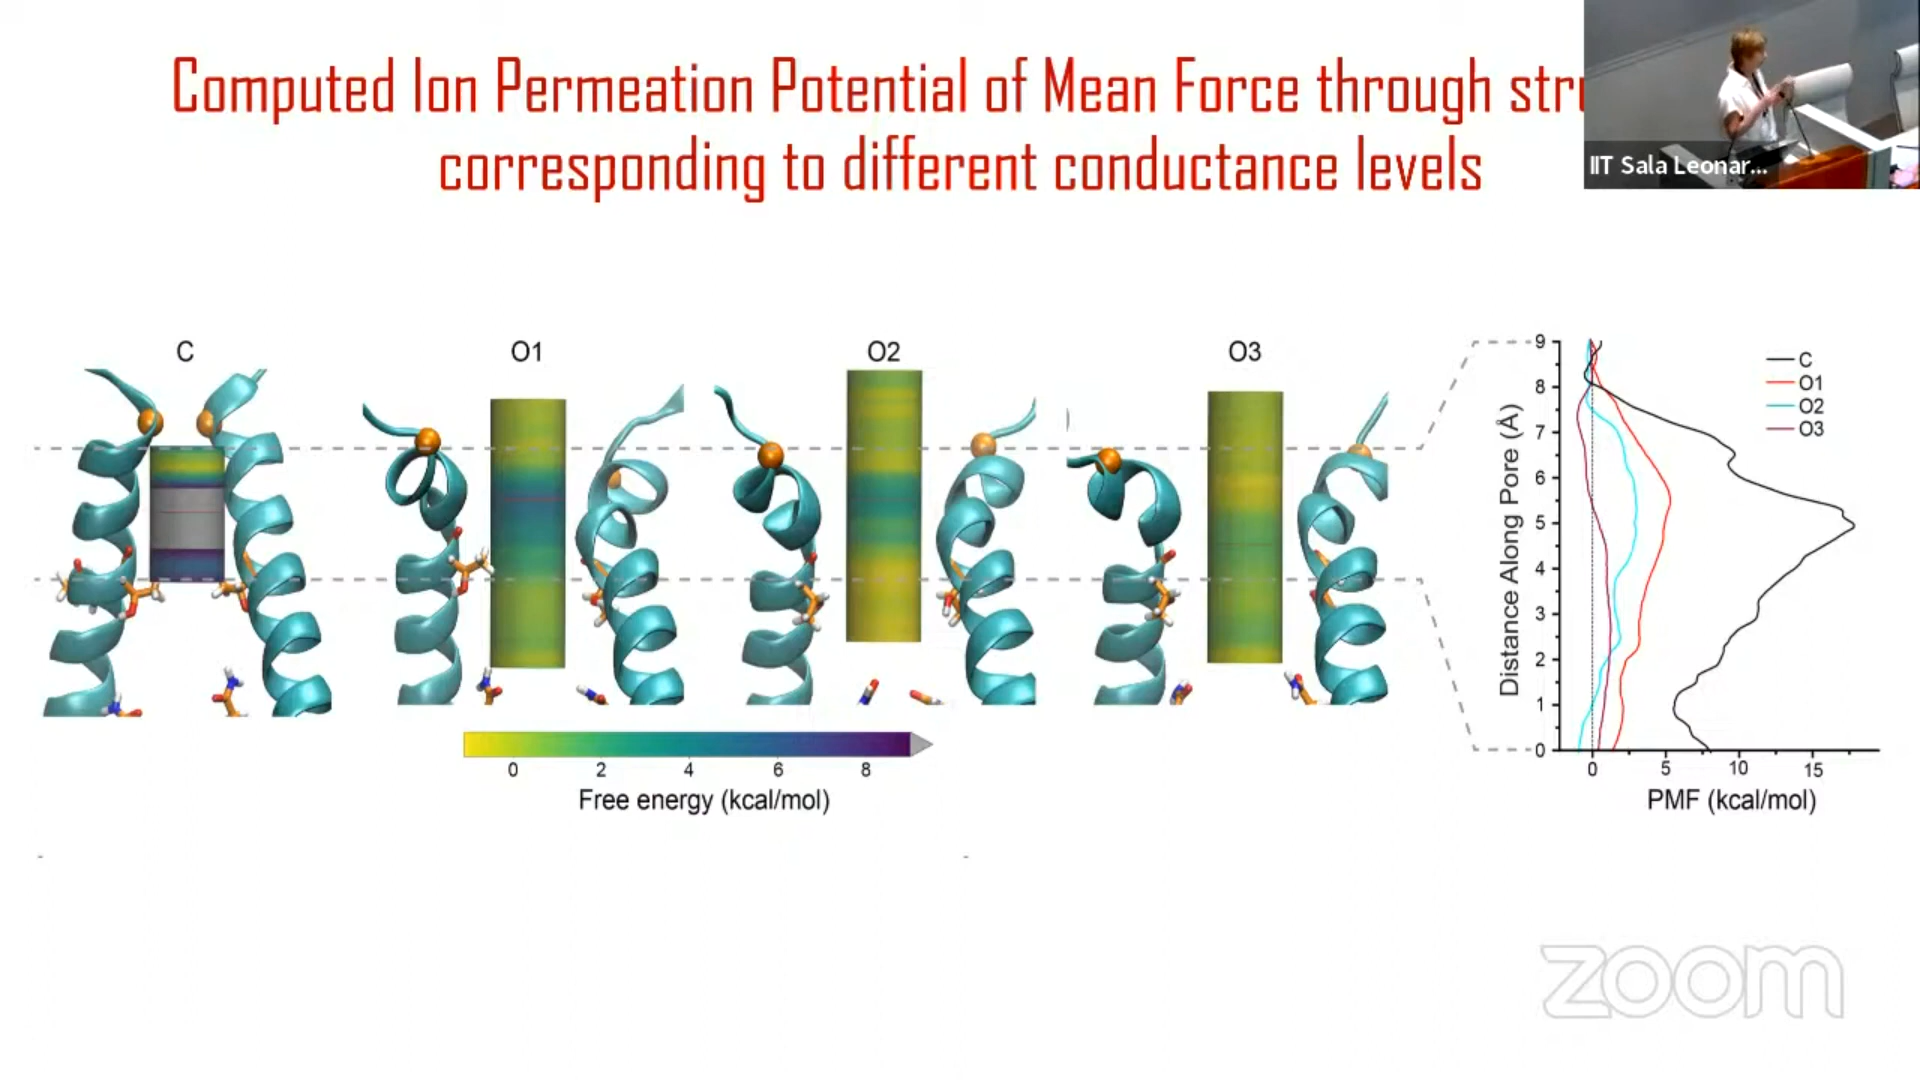 Computed Ion Permeation Potential of Mean Force through
corresponding to different conductance levels
IIT Sala Leonar...
C
O1
O2
O3
0 2 4 6 8
Free energy (kcal/mol)
Distance Along Pore (Å)
9
8
7
6
5
4
3
2
1
0
C
O1
O2
O3
0 5 10 15
PMF (kcal/mol)
zoom